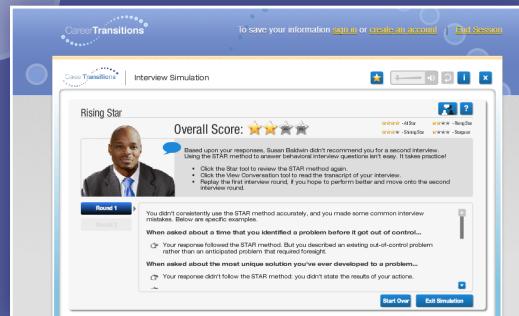 CareerTransitions
To save your information sign in or create an account | End Session
Career Transitions
Interview Simulation
Rising Star
Overall Score:
- All Star
- Rising Star
- Shining Star
- Stargazer
Based upon your responses, Susan Baldwin didn't recommend you for a second interview.
Using the STAR method to answer behavioral interview questions isn't easy. It takes practice!
• Click the Star tool to review the STAR method again.
• Click the View Conversation tool to read the transcript of your interview.
• Replay the first interview round, if you hope to perform better and move onto the second
interview round.
Round 1
Round 2
You didn't consistently use the STAR method accurately, and you made some common interview
mistakes. Below are specific examples.
When asked about a time that you identified a problem before it got out of control...
Your response followed the STAR method. But you described an existing out-of-control problem
rather than an anticipated problem that required foresight.
When asked about the most unique solution you've ever developed to a problem...
Your response didn't follow the STAR method: you didn't state the results of your actions.
Start Over
Exit Simulation